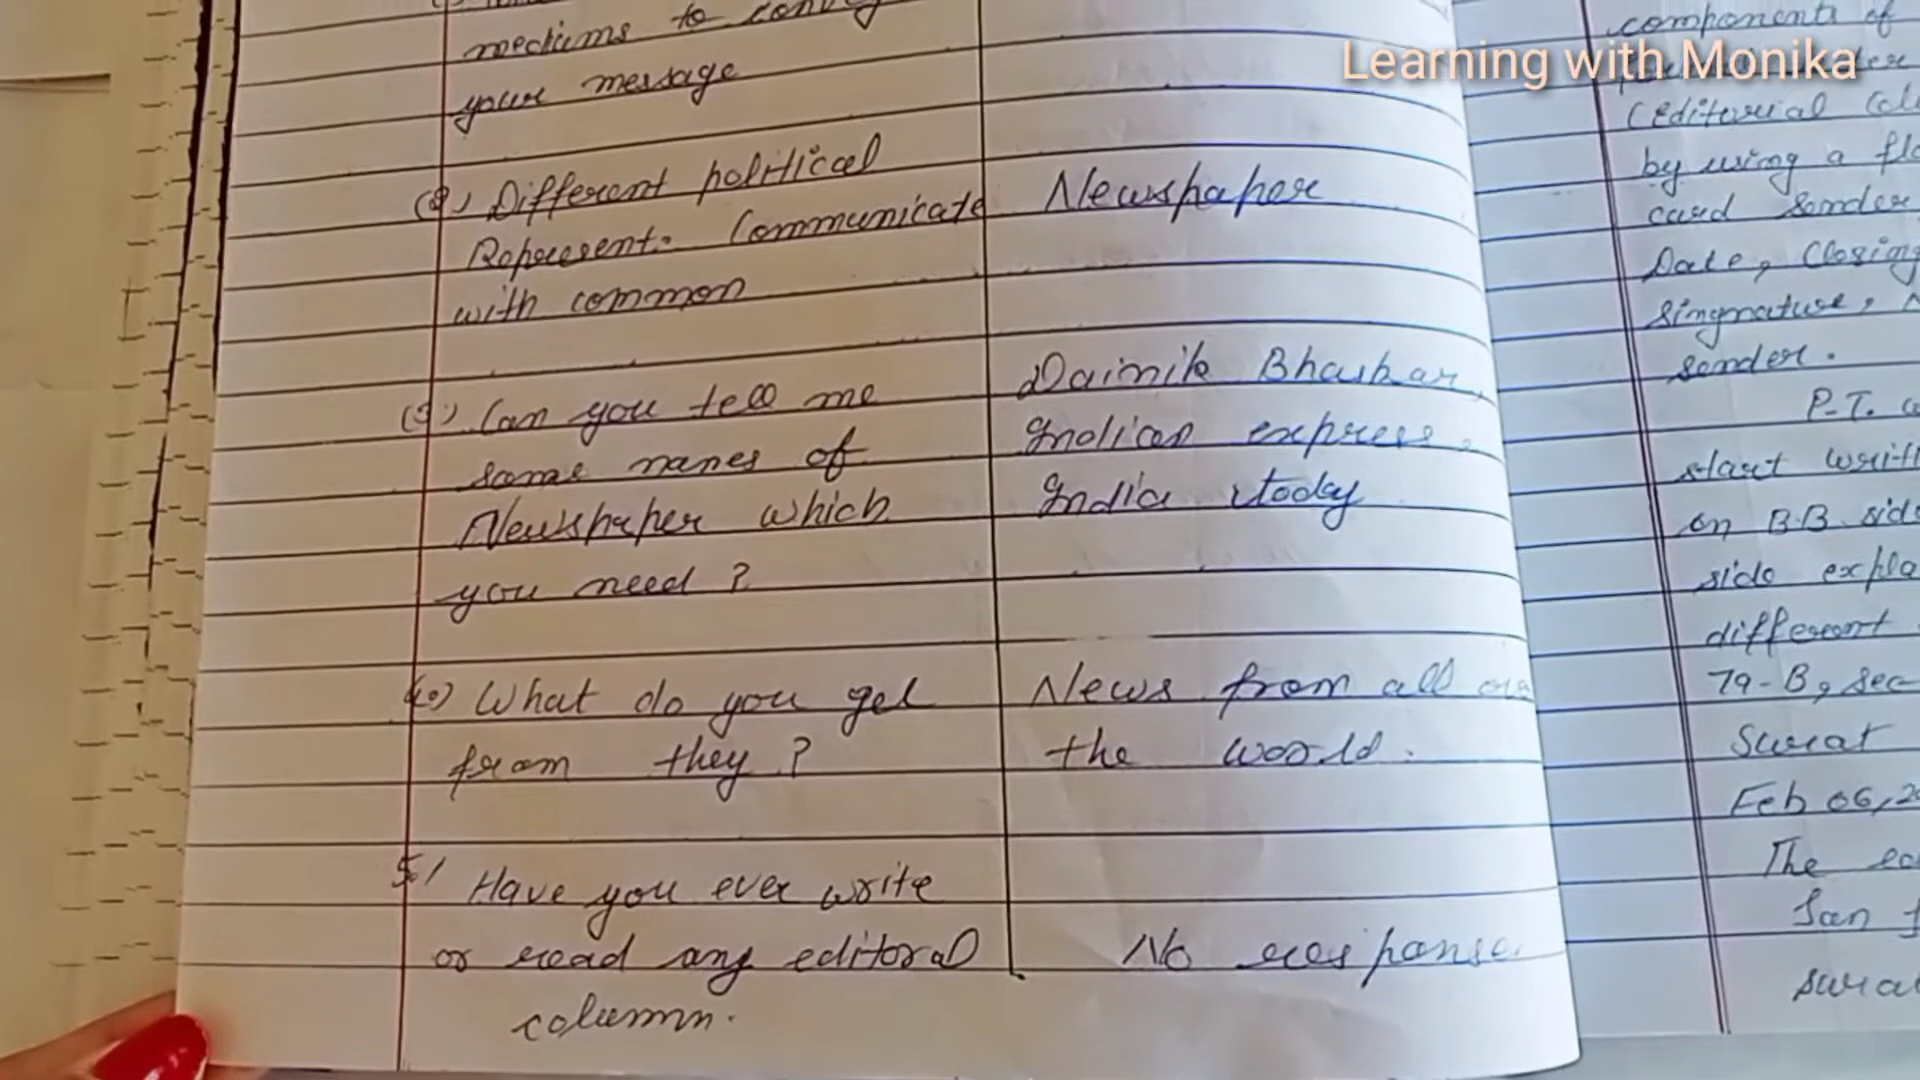 mediums to convey
your message
(2) Different political
Represent. Communicate
with common
Newspaper
(3) Can you tell me
some names of
Newspaper which
you need ?
Dainik Bhaskar,
Indian express,
India today
(4) What do you get
from they ?
News from all
the world.
5) Have you ever write
or read any editoral
column.
No response
Learning with Monika
components of
(Editorial
by using a
card sender
Date, Closing
Singnature,
sender.
P.T.
start
on B.B side
side
different
79-B, sec
Surat
Feb 06,
The
San